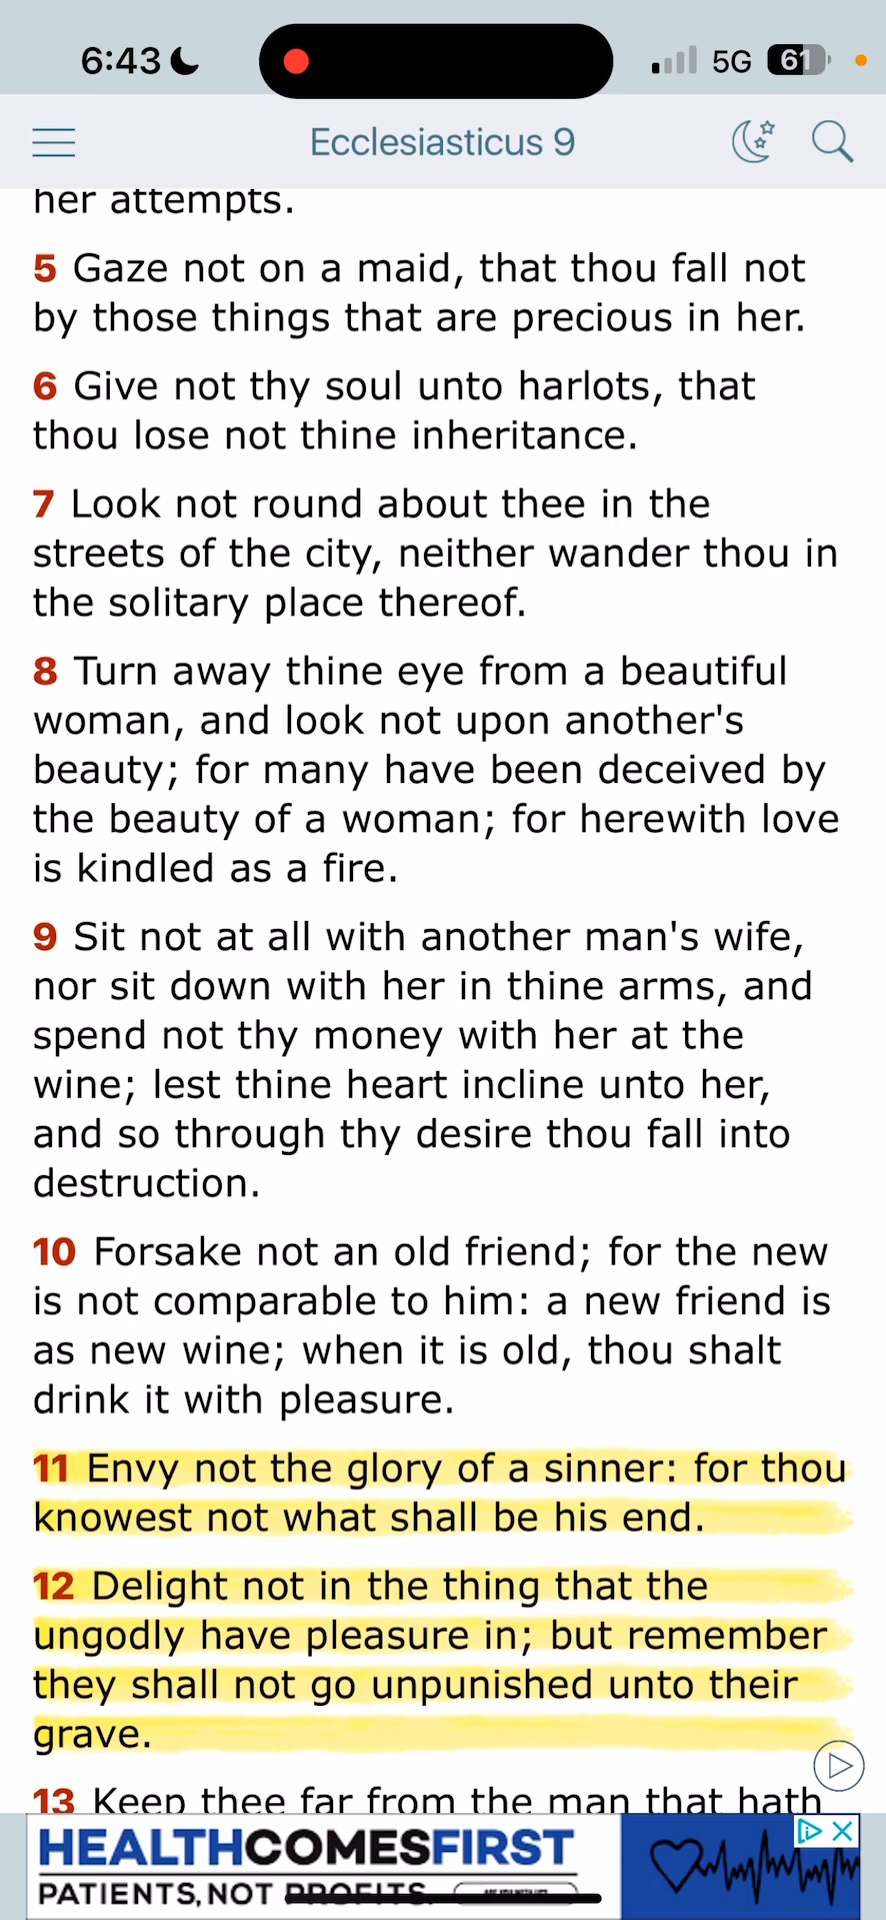 6:43
5G
61
Ecclesiasticus 9
her attempts.
5 Gaze not on a maid, that thou fall not
by those things that are precious in her.
6 Give not thy soul unto harlots, that
thou lose not thine inheritance.
7 Look not round about thee in the
streets of the city, neither wander thou in
the solitary place thereof.
8 Turn away thine eye from a beautiful
woman, and look not upon another's
beauty; for many have been deceived by
the beauty of a woman; for herewith love
is kindled as a fire.
9 Sit not at all with another man's wife,
nor sit down with her in thine arms, and
spend not thy money with her at the
wine; lest thine heart incline unto her,
and so through thy desire thou fall into
destruction.
10 Forsake not an old friend; for the new
is not comparable to him: a new friend is
as new wine; when it is old, thou shalt
drink it with pleasure.
11 Envy not the glory of a sinner: for thou
knowest not what shall be his end.
12 Delight not in the thing that the
ungodly have pleasure in; but remember
they shall not go unpunished unto their
grave.
13 Keep thee far from the man that hath
HEALTHCOMESFIRST
PATIENTS, NOT PROFITS